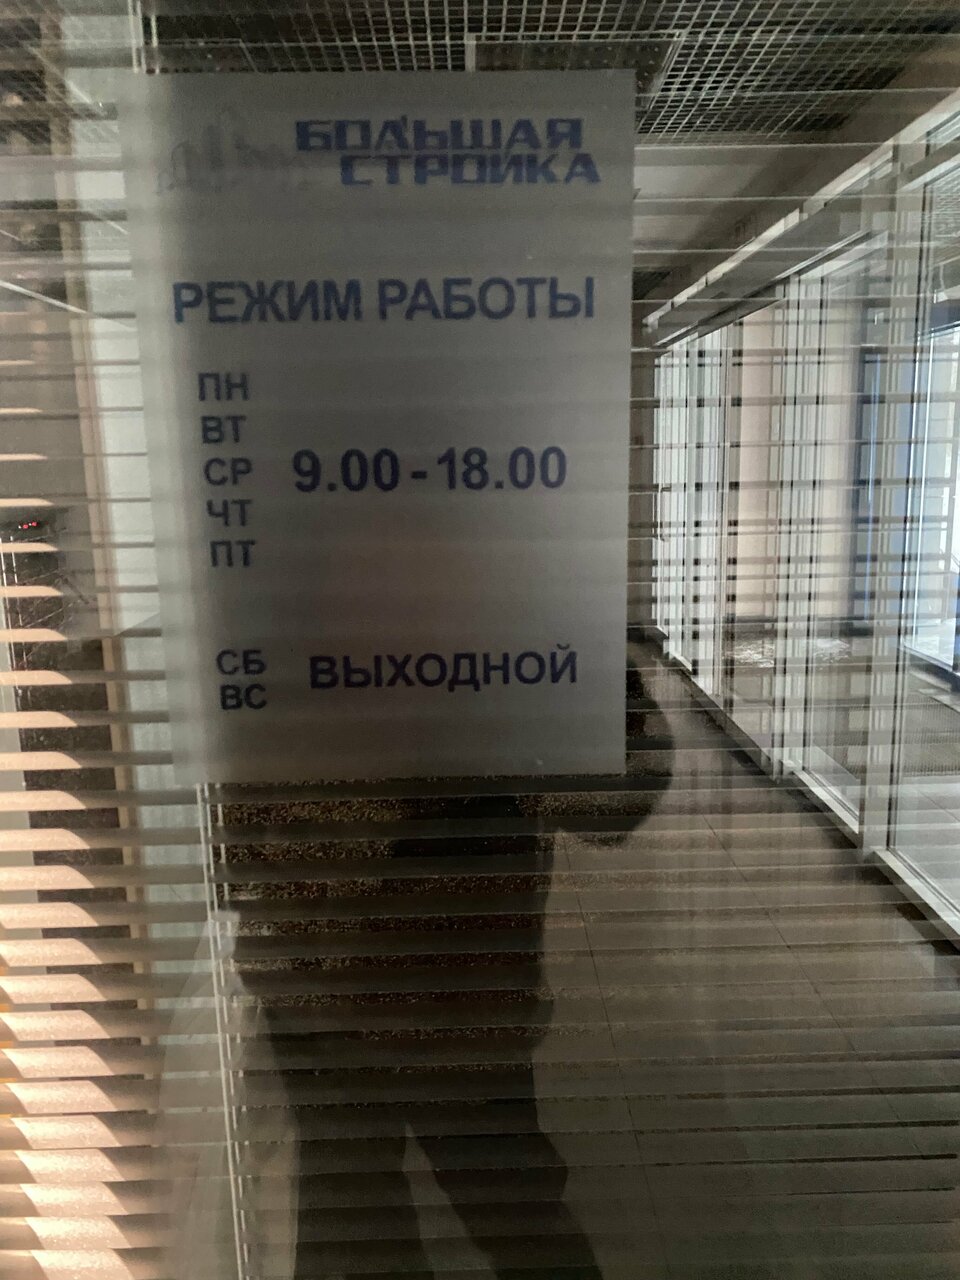 БОЛЬШАЯ
СТРОЙКА
РЕЖИМ РАБОТЫ
ПН
ВТ
СР 9.00 - 18.00
ЧТ
ПТ
СБ ВЫХОДНОЙ
ВС